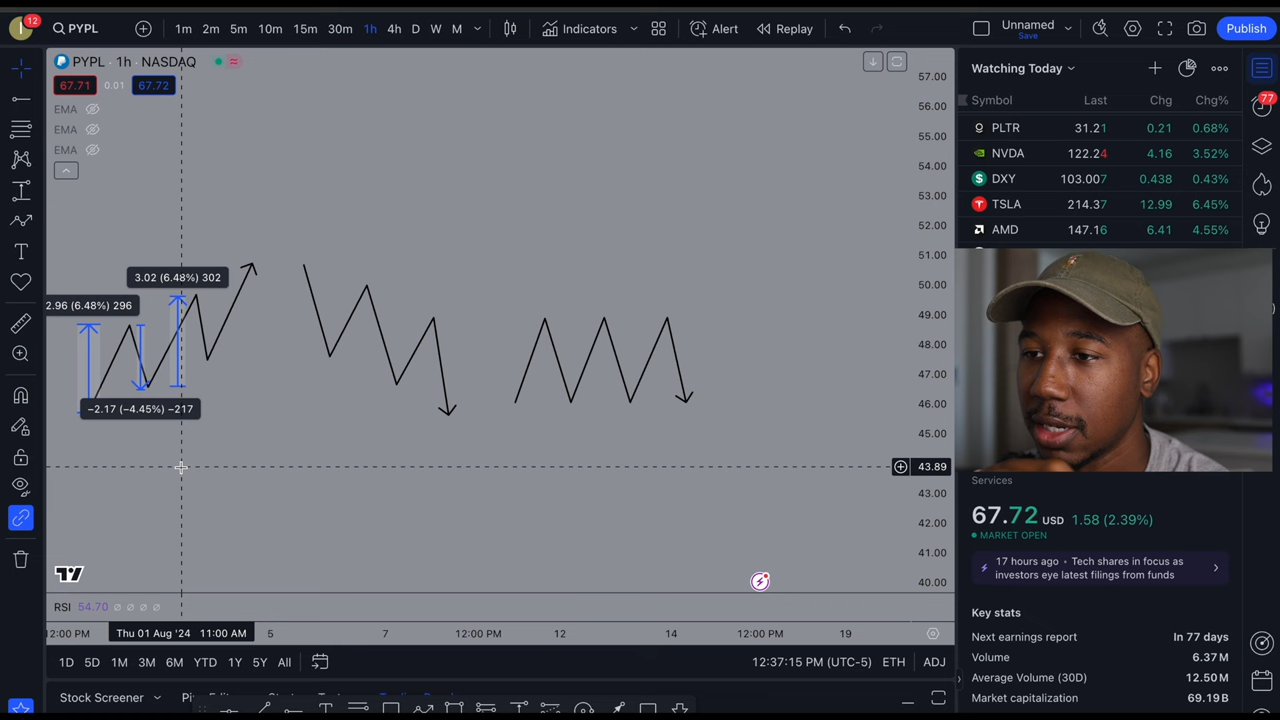 12
PYPL
1m 2m 5m 10m 15m 30m 1h 4h D W M
Indicators
Alert
Replay
Unnamed
Save
Publish
PYPL · 1h · NASDAQ
67.71 0.01 67.72
EMA
EMA
EMA
57.00
56.00
55.00
54.00
53.00
52.00
51.00
50.00
49.00
48.00
47.00
46.00
45.00
43.89
43.00
42.00
41.00
40.00
3.02 (6.48%) 302
2.96 (6.48%) 296
−2.17 (−4.45%) −217
RSI 54.70
12:00 PM Thu 01 Aug '24 11:00 AM 5 7 12:00 PM 12 14 12:00 PM 19
1D 5D 1M 3M 6M YTD 1Y 5Y All
12:37:15 PM (UTC-5) ETH ADJ
Stock Screener
Watching Today
77
Symbol Last Chg Chg%
PLTR 31.21 0.21 0.68%
NVDA 122.24 4.16 3.52%
DXY 103.007 0.438 0.43%
TSLA 214.37 12.99 6.45%
AMD 147.16 6.41 4.55%
Services
67.72 USD 1.58 (2.39%)
MARKET OPEN
17 hours ago • Tech shares in focus as
investors eye latest filings from funds
Key stats
Next earnings report In 77 days
Volume 6.37 M
Average Volume (30D) 12.50 M
Market capitalization 69.19 B